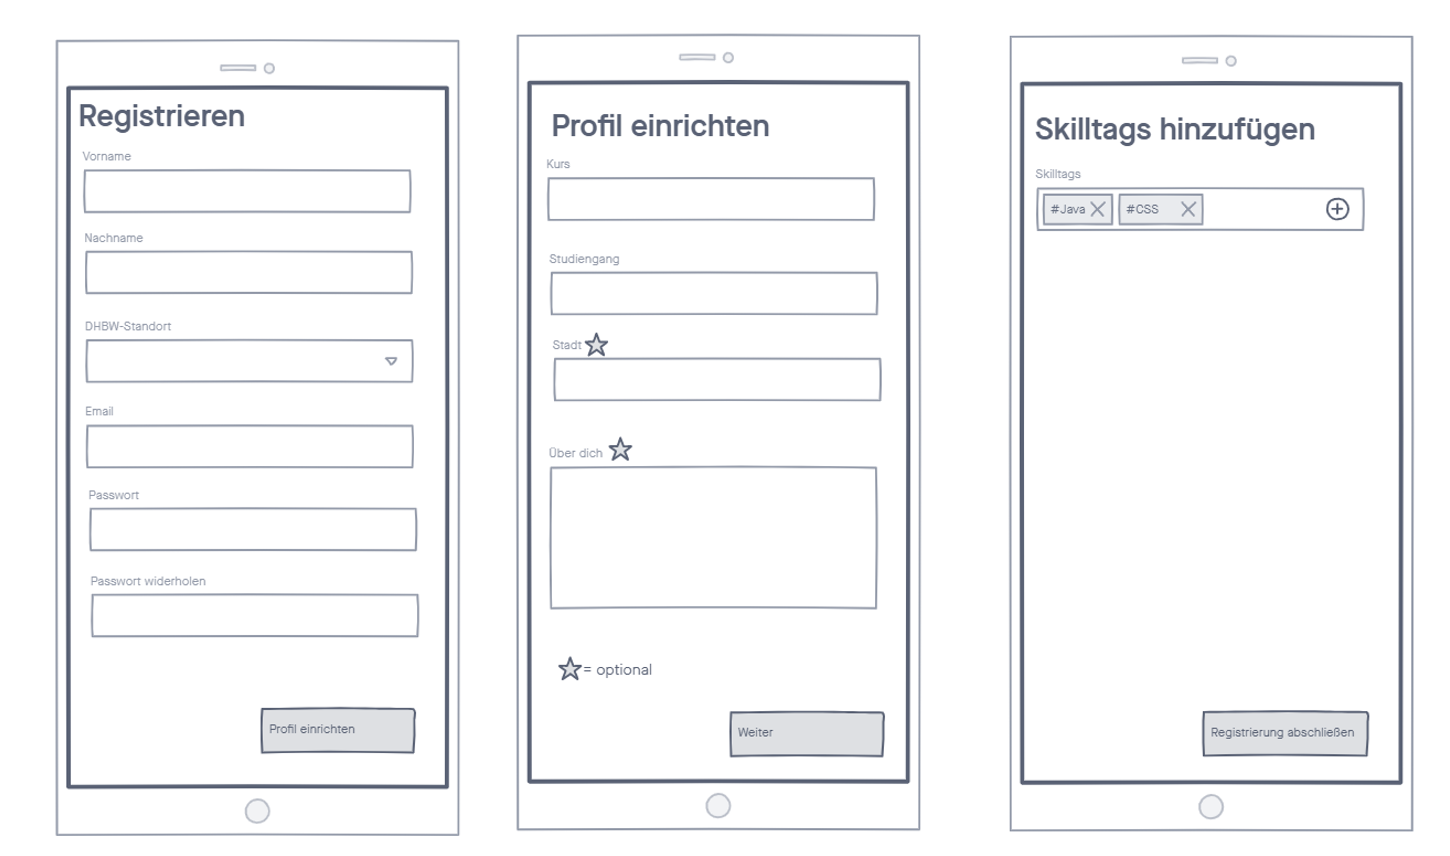 Registrieren
Vorname
Nachname
DHBW-Standort
Email
Passwort
Passwort widerholen
Profil einrichten
Profil einrichten
Kurs
Studiengang
Stadt
Über dich
= optional
Weiter
Skilltags hinzufügen
Skilltags
#Java #CSS
Registrierung abschließen